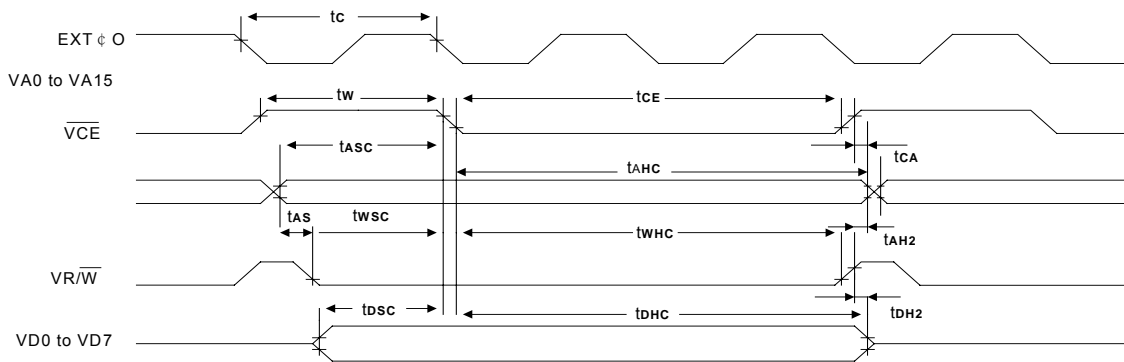 tC
EXT ¢ O
VA0 to VA15
tW
tCE
VCE
tASC
tCA
tAHC
tAS
tWSC
tWHC
tAH2
VR/W
tDSC
tDHC
tDH2
VD0 to VD7